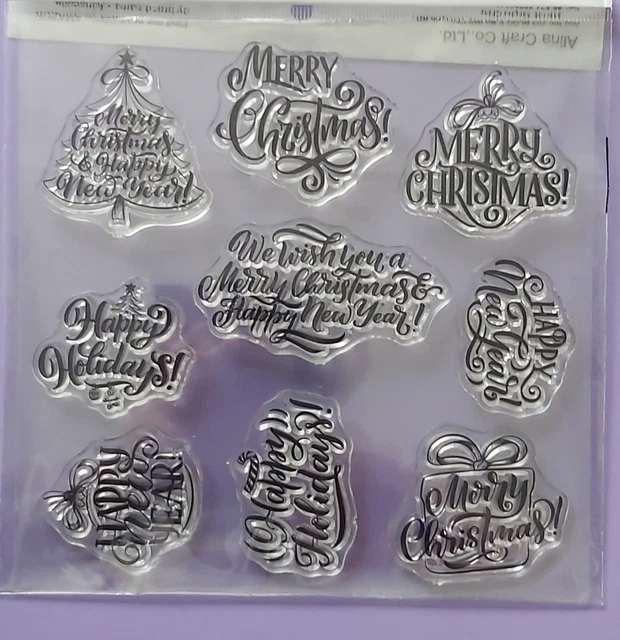 Alina Craft Co.,Ltd.
Merry
Christmas
& Happy
New Year!
MERRY
Christmas!
MERRY
CHRISTMAS!
We wish you a
Merry Christmas &
Happy New Year!
Happy
Holidays!
HAPPY
New Year!
HAPPY
new
YEAR!
Happy
Holidays!
Merry
Christmas!